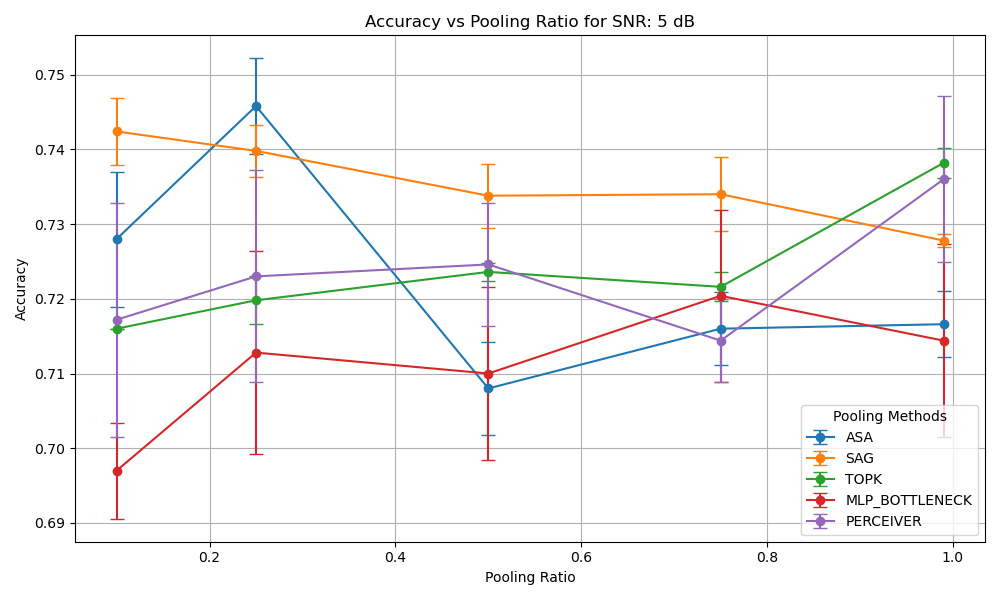 Accuracy vs Pooling Ratio for SNR: 5 dB
0.75
0.74
0.73
0.72
0.71
0.70
0.69
Accuracy
0.2
0.4
0.6
0.8
1.0
Pooling Ratio
Pooling Methods
ASA
SAG
TOPK
MLP_BOTTLENECK
PERCEIVER